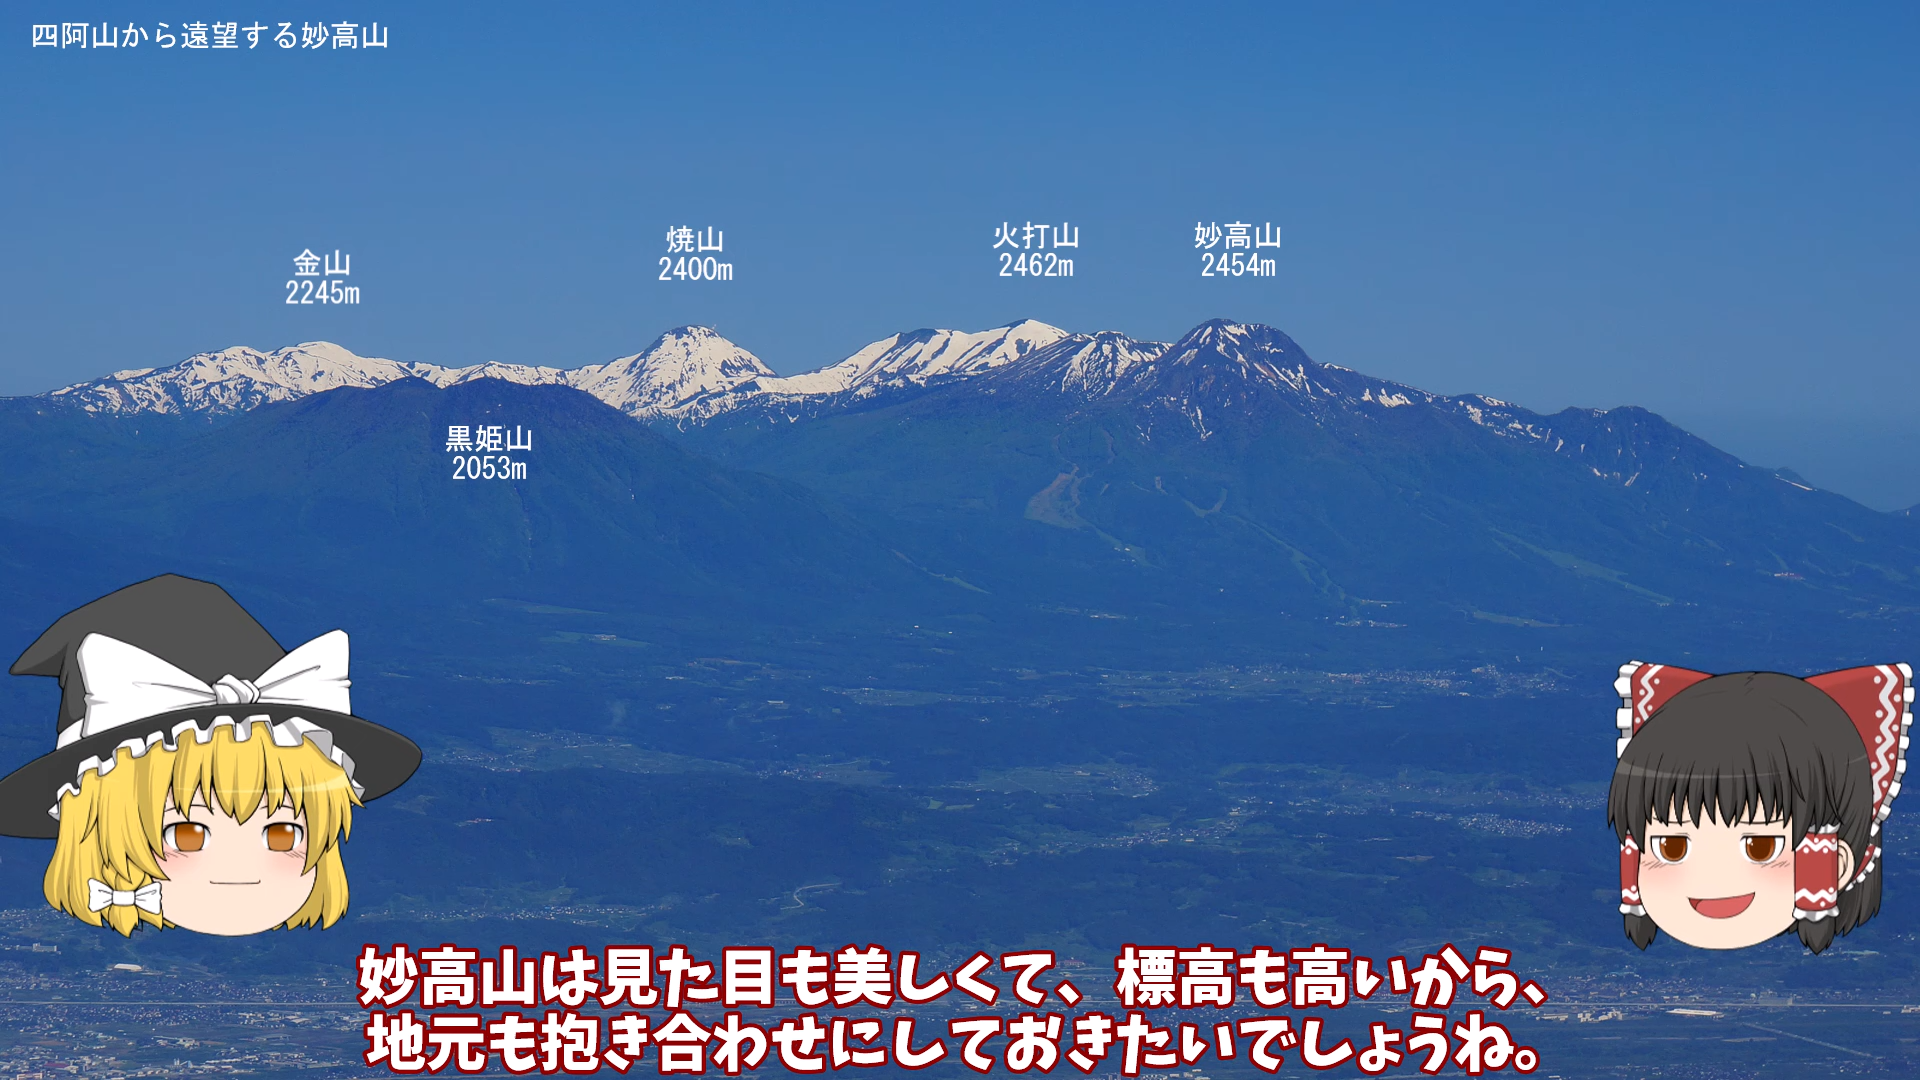 四阿山から遠望する妙高山
金山
2245m
焼山
2400m
火打山
2462m
妙高山
2454m
黒姫山
2053m
妙高山は見た目も美しくて、標高も高いから、
地元も抱き合わせにしておきたいでしょうね。